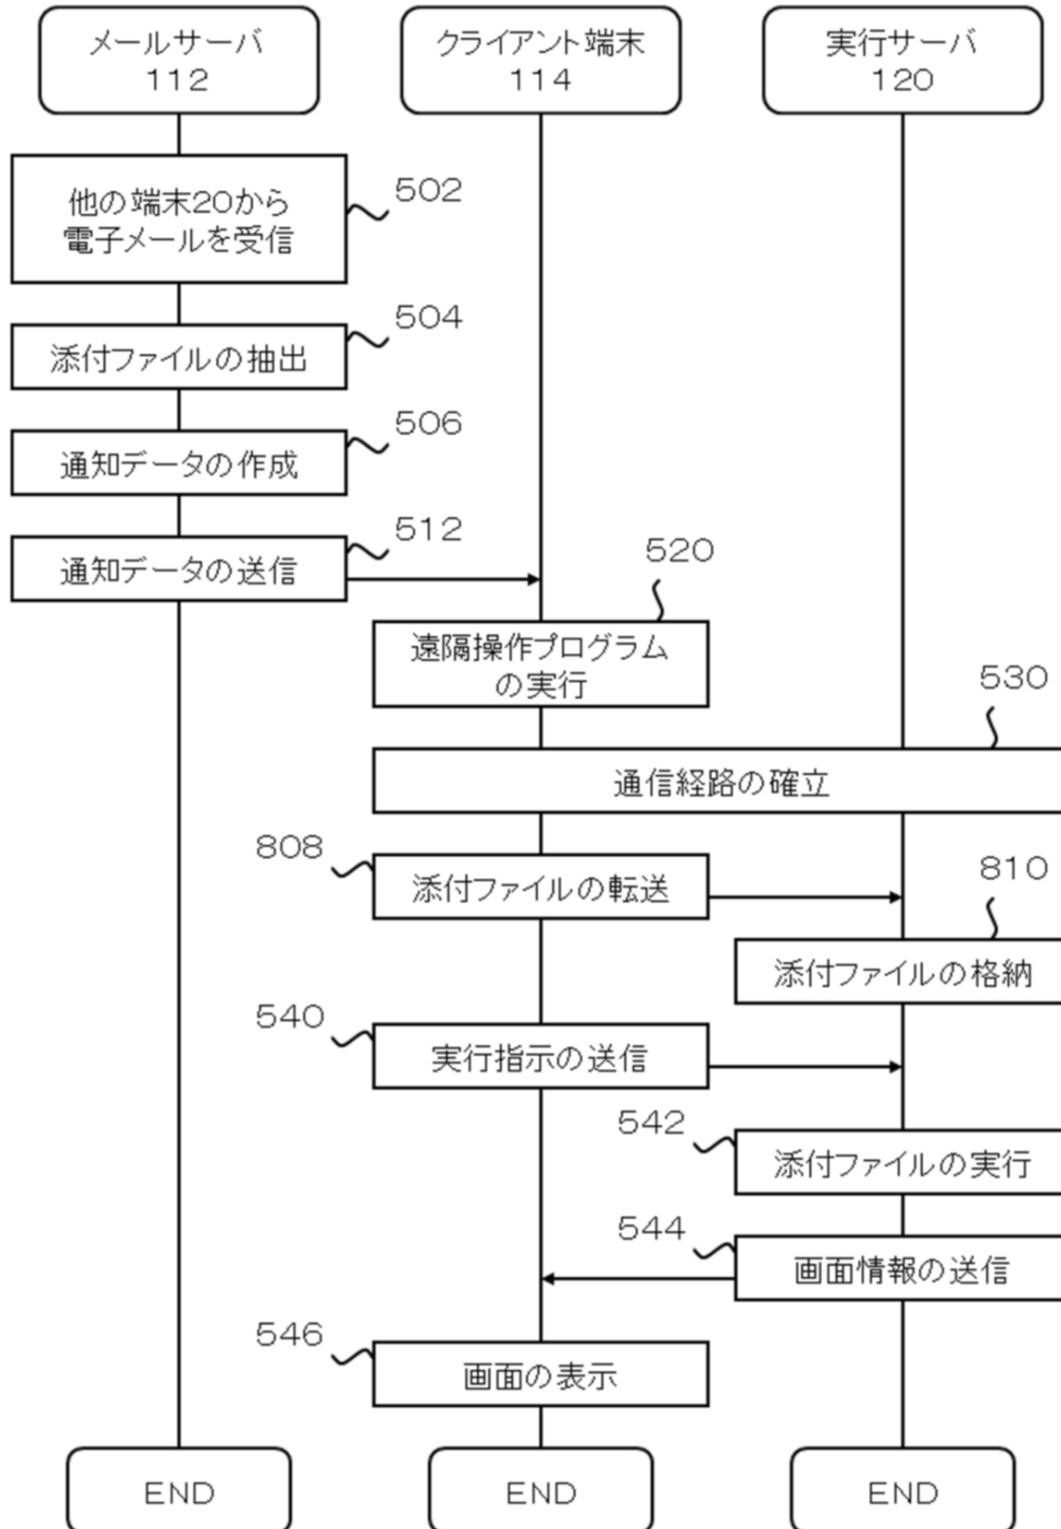 メールサーバ
112
クライアント端末
114
実行サーバ
120
他の端末20から
電子メールを受信
502
添付ファイルの抽出
504
通知データの作成
506
通知データの送信
512
520
遠隔操作プログラム
の実行
530
通信経路の確立
808
添付ファイルの転送
810
添付ファイルの格納
540
実行指示の送信
542
添付ファイルの実行
544
画面情報の送信
546
画面の表示
END
END
END